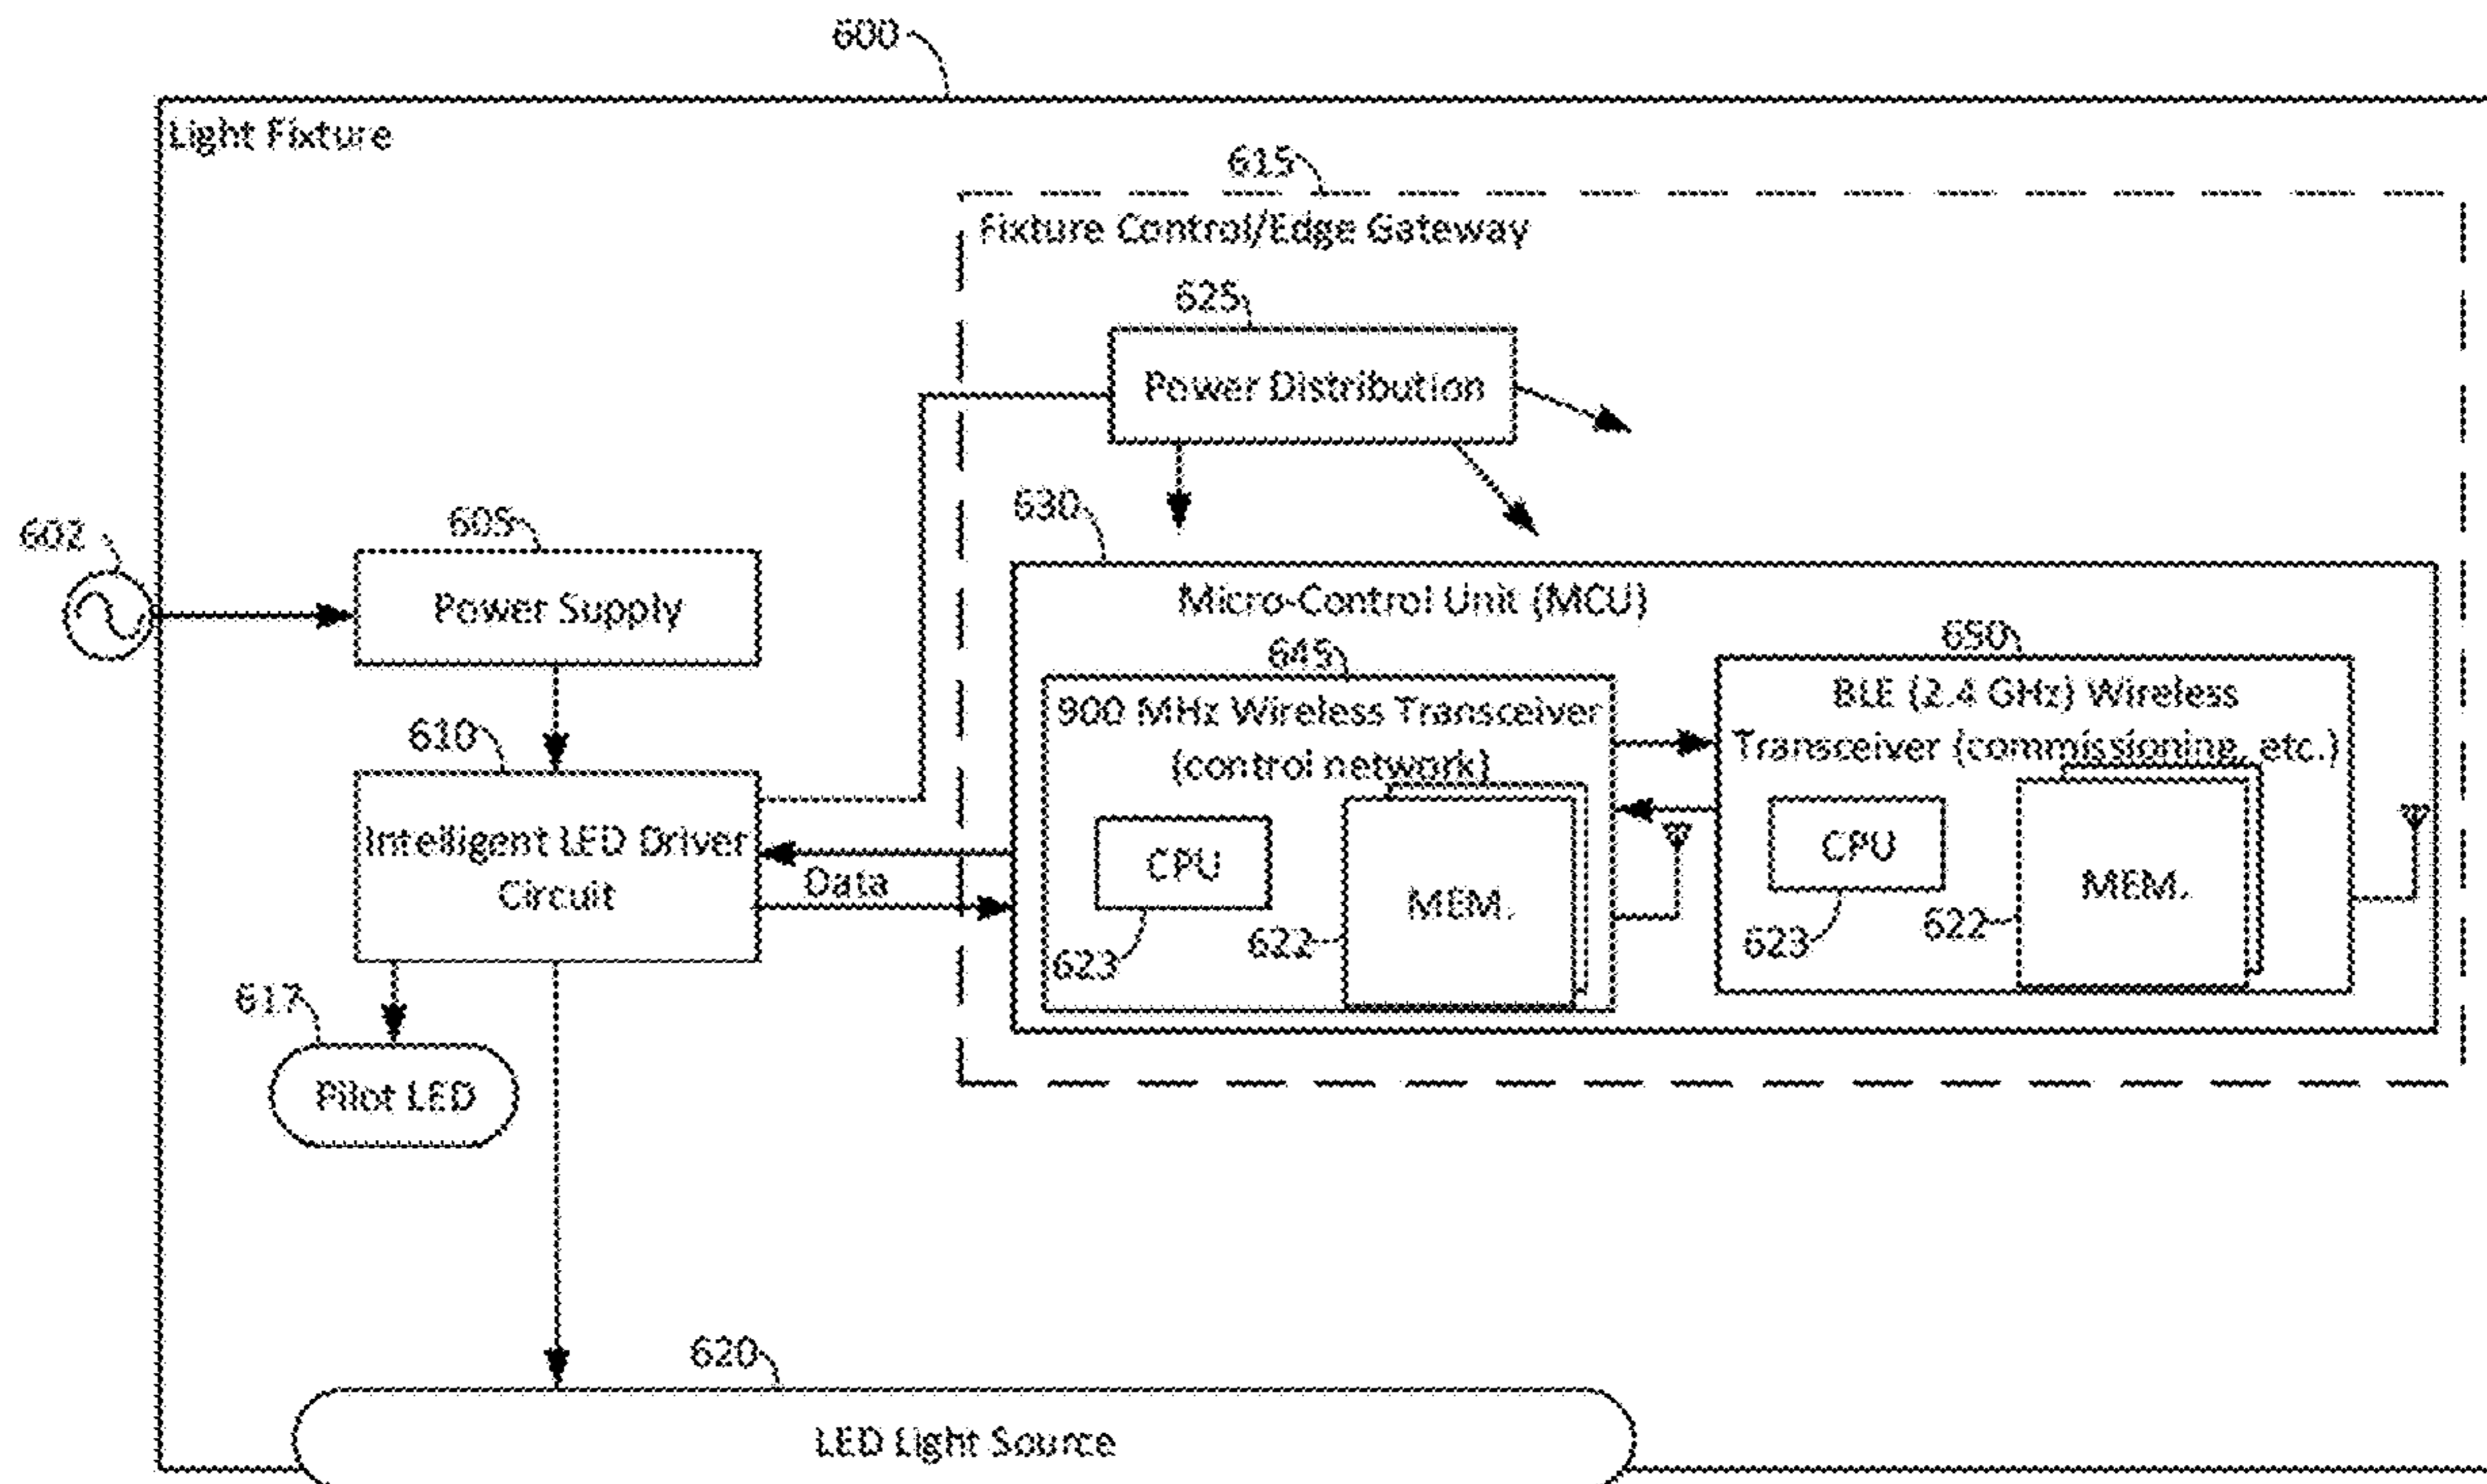 600
Light Fixture
615
Fixture Control/Edge Gateway
625
Power Distribution
602
605
Power Supply
630
Micro-Control Unit (MCU)
645
900 MHz Wireless Transceiver
(control network)
CPU
623
MEM.
622
650
BLE (2.4 GHz) Wireless
Transceiver (commissioning, etc.)
CPU
623
MEM.
622
610
Intelligent LED Driver
Circuit
Data
617
Pilot LED
620
LED Light Source